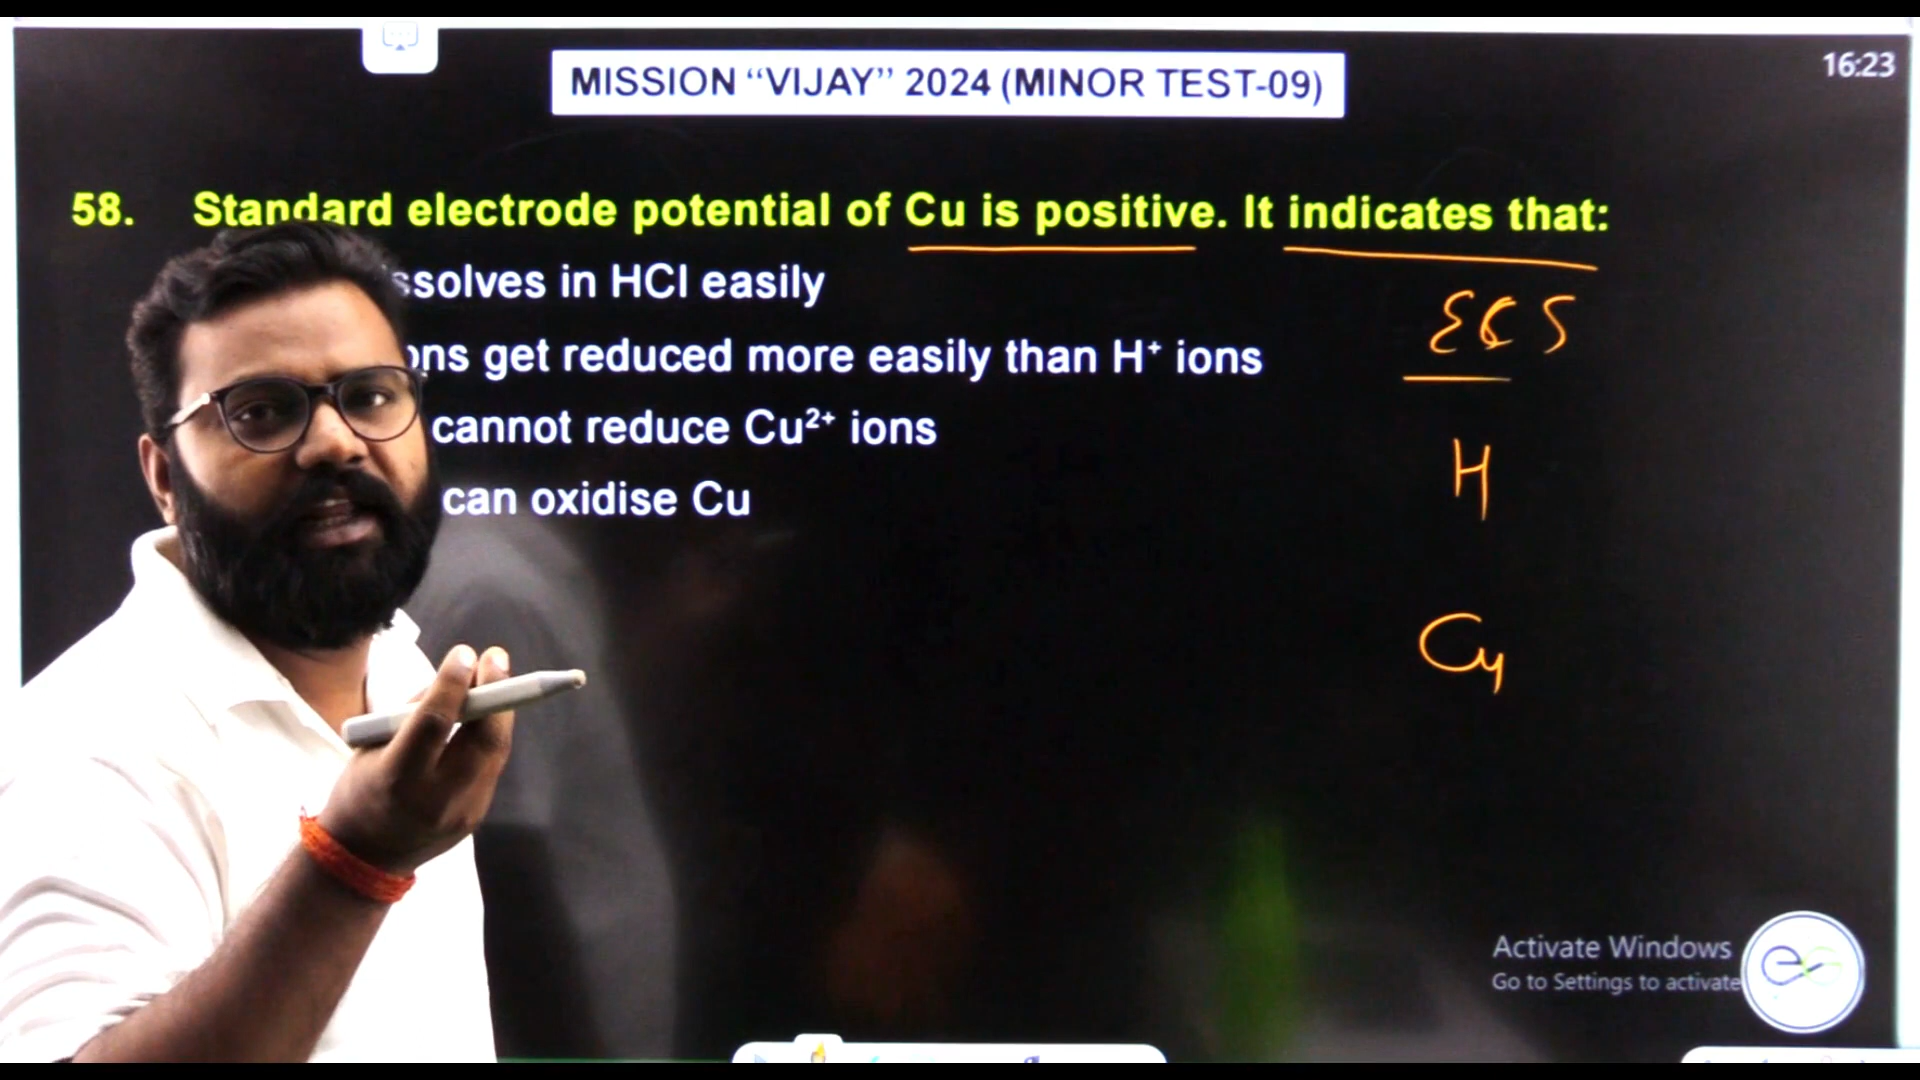 16:23
MISSION “VIJAY” 2024 (MINOR TEST-09)
58. Standard electrode potential of Cu is positive. It indicates that:
ssolves in HCl easily
ons get reduced more easily than H⁺ ions
cannot reduce Cu²⁺ ions
can oxidise Cu
ECS
H
Cu
Activate Windows
Go to Settings to activate